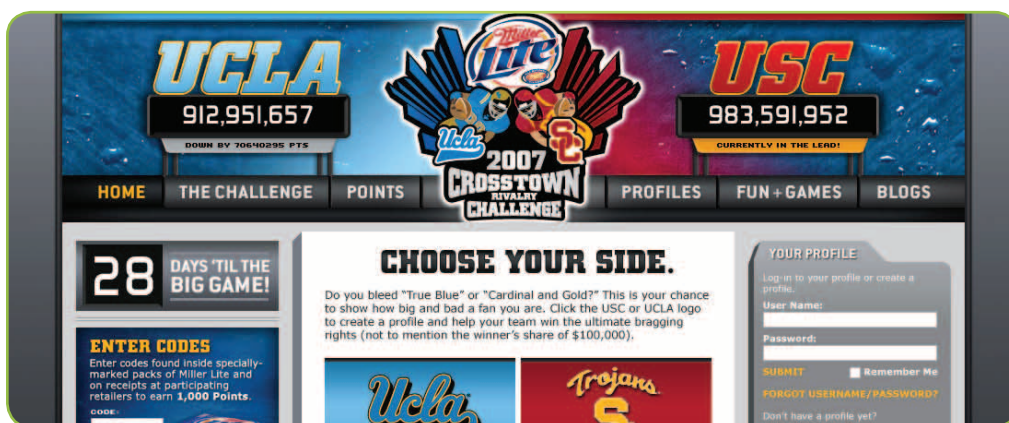 UCLA
912,951,657
DOWN BY 70640295 PTS
Miller
Lite
Ucla
SC
2007
CROSSTOWN
RIVALRY
CHALLENGE
USC
983,591,952
CURRENTLY IN THE LEAD!
HOME
THE CHALLENGE
POINTS
PROFILES
FUN+GAMES
BLOGS
28
DAYS 'TIL THE
BIG GAME!
ENTER CODES
Enter codes found inside specially-
marked packs of Miller Lite and
on receipts at participating
retailers to earn 1,000 Points.
CODE:
CHOOSE YOUR SIDE.
Do you bleed "True Blue" or "Cardinal and Gold?" This is your chance
to show how big and bad a fan you are. Click the USC or UCLA logo
to create a profile and help your team win the ultimate bragging
rights (not to mention the winner's share of $100,000).
Ucla
Trojans
YOUR PROFILE
Log-in to your profile or create a
profile.
User Name:
Password:
SUBMIT
Remember Me
FORGOT USERNAME/PASSWORD?
Don't have a profile yet?